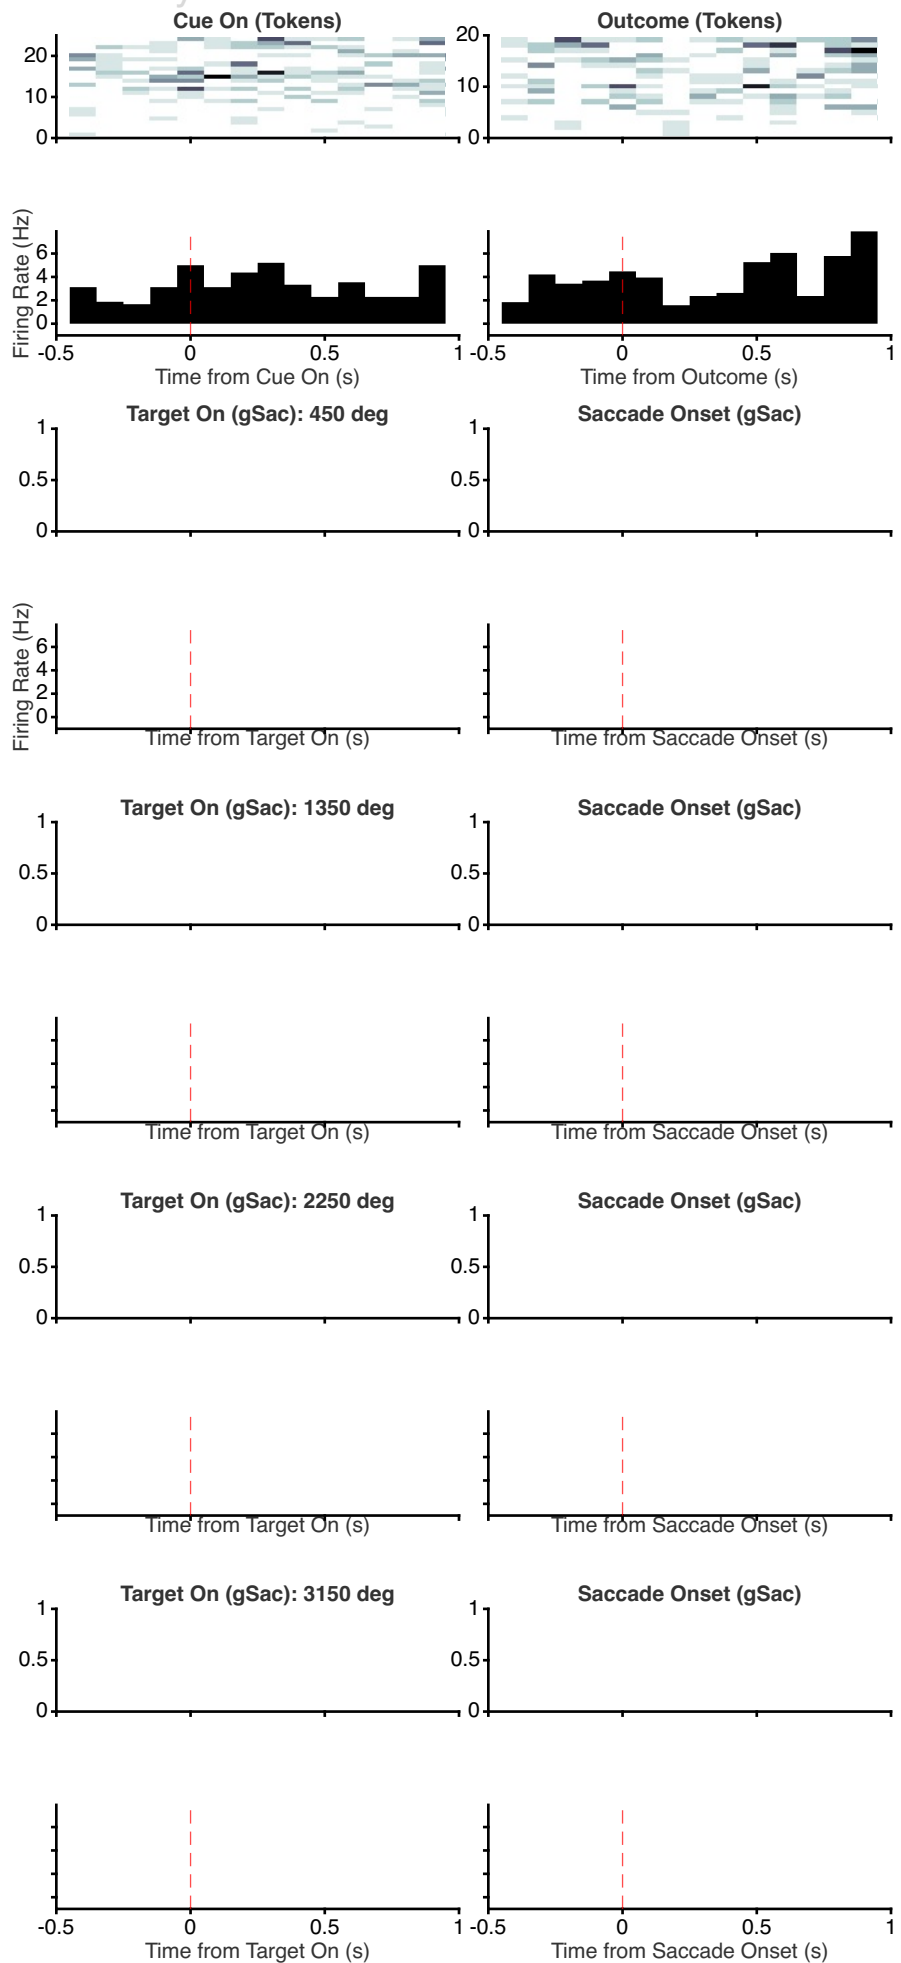 Cue On (Tokens) Outcome (Tokens)
20 20
10 10
0 0
Firing Rate (Hz)
6
4
2
0
-0.5 0 0.5 1 -0.5 0 0.5 1
Time from Cue On (s) Time from Outcome (s)
Target On (gSac): 450 deg Saccade Onset (gSac)
1 1
0.5 0.5
0 0
Firing Rate (Hz)
6
4
2
0
Time from Target On (s) Time from Saccade Onset (s)
Target On (gSac): 1350 deg Saccade Onset (gSac)
1 1
0.5 0.5
0 0
Time from Target On (s) Time from Saccade Onset (s)
Target On (gSac): 2250 deg Saccade Onset (gSac)
1 1
0.5 0.5
0 0
Time from Target On (s) Time from Saccade Onset (s)
Target On (gSac): 3150 deg Saccade Onset (gSac)
1 1
0.5 0.5
0 0
-0.5 0 0.5 1 -0.5 0 0.5 1
Time from Target On (s) Time from Saccade Onset (s)